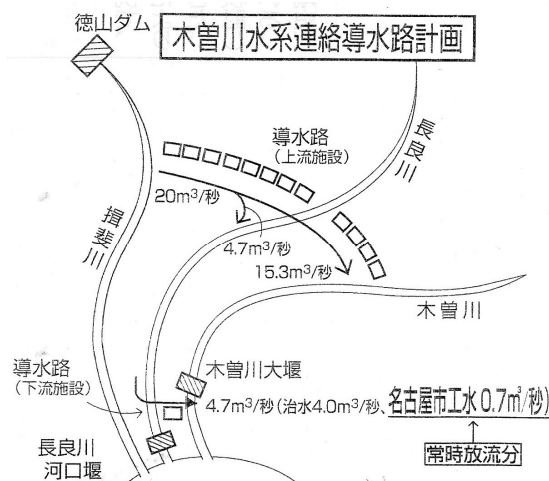 徳山ダム
木曽川水系連絡導水路計画
導水路
(上流施設)
長良川
20m³/秒
揖斐川
4.7m³/秒
15.3m³/秒
木曽川
導水路
(下流施設)
木曽川大堰
4.7m³/秒(治水4.0m³/秒、名古屋市工水0.7㎥/秒)
長良川
河口堰
常時放流分